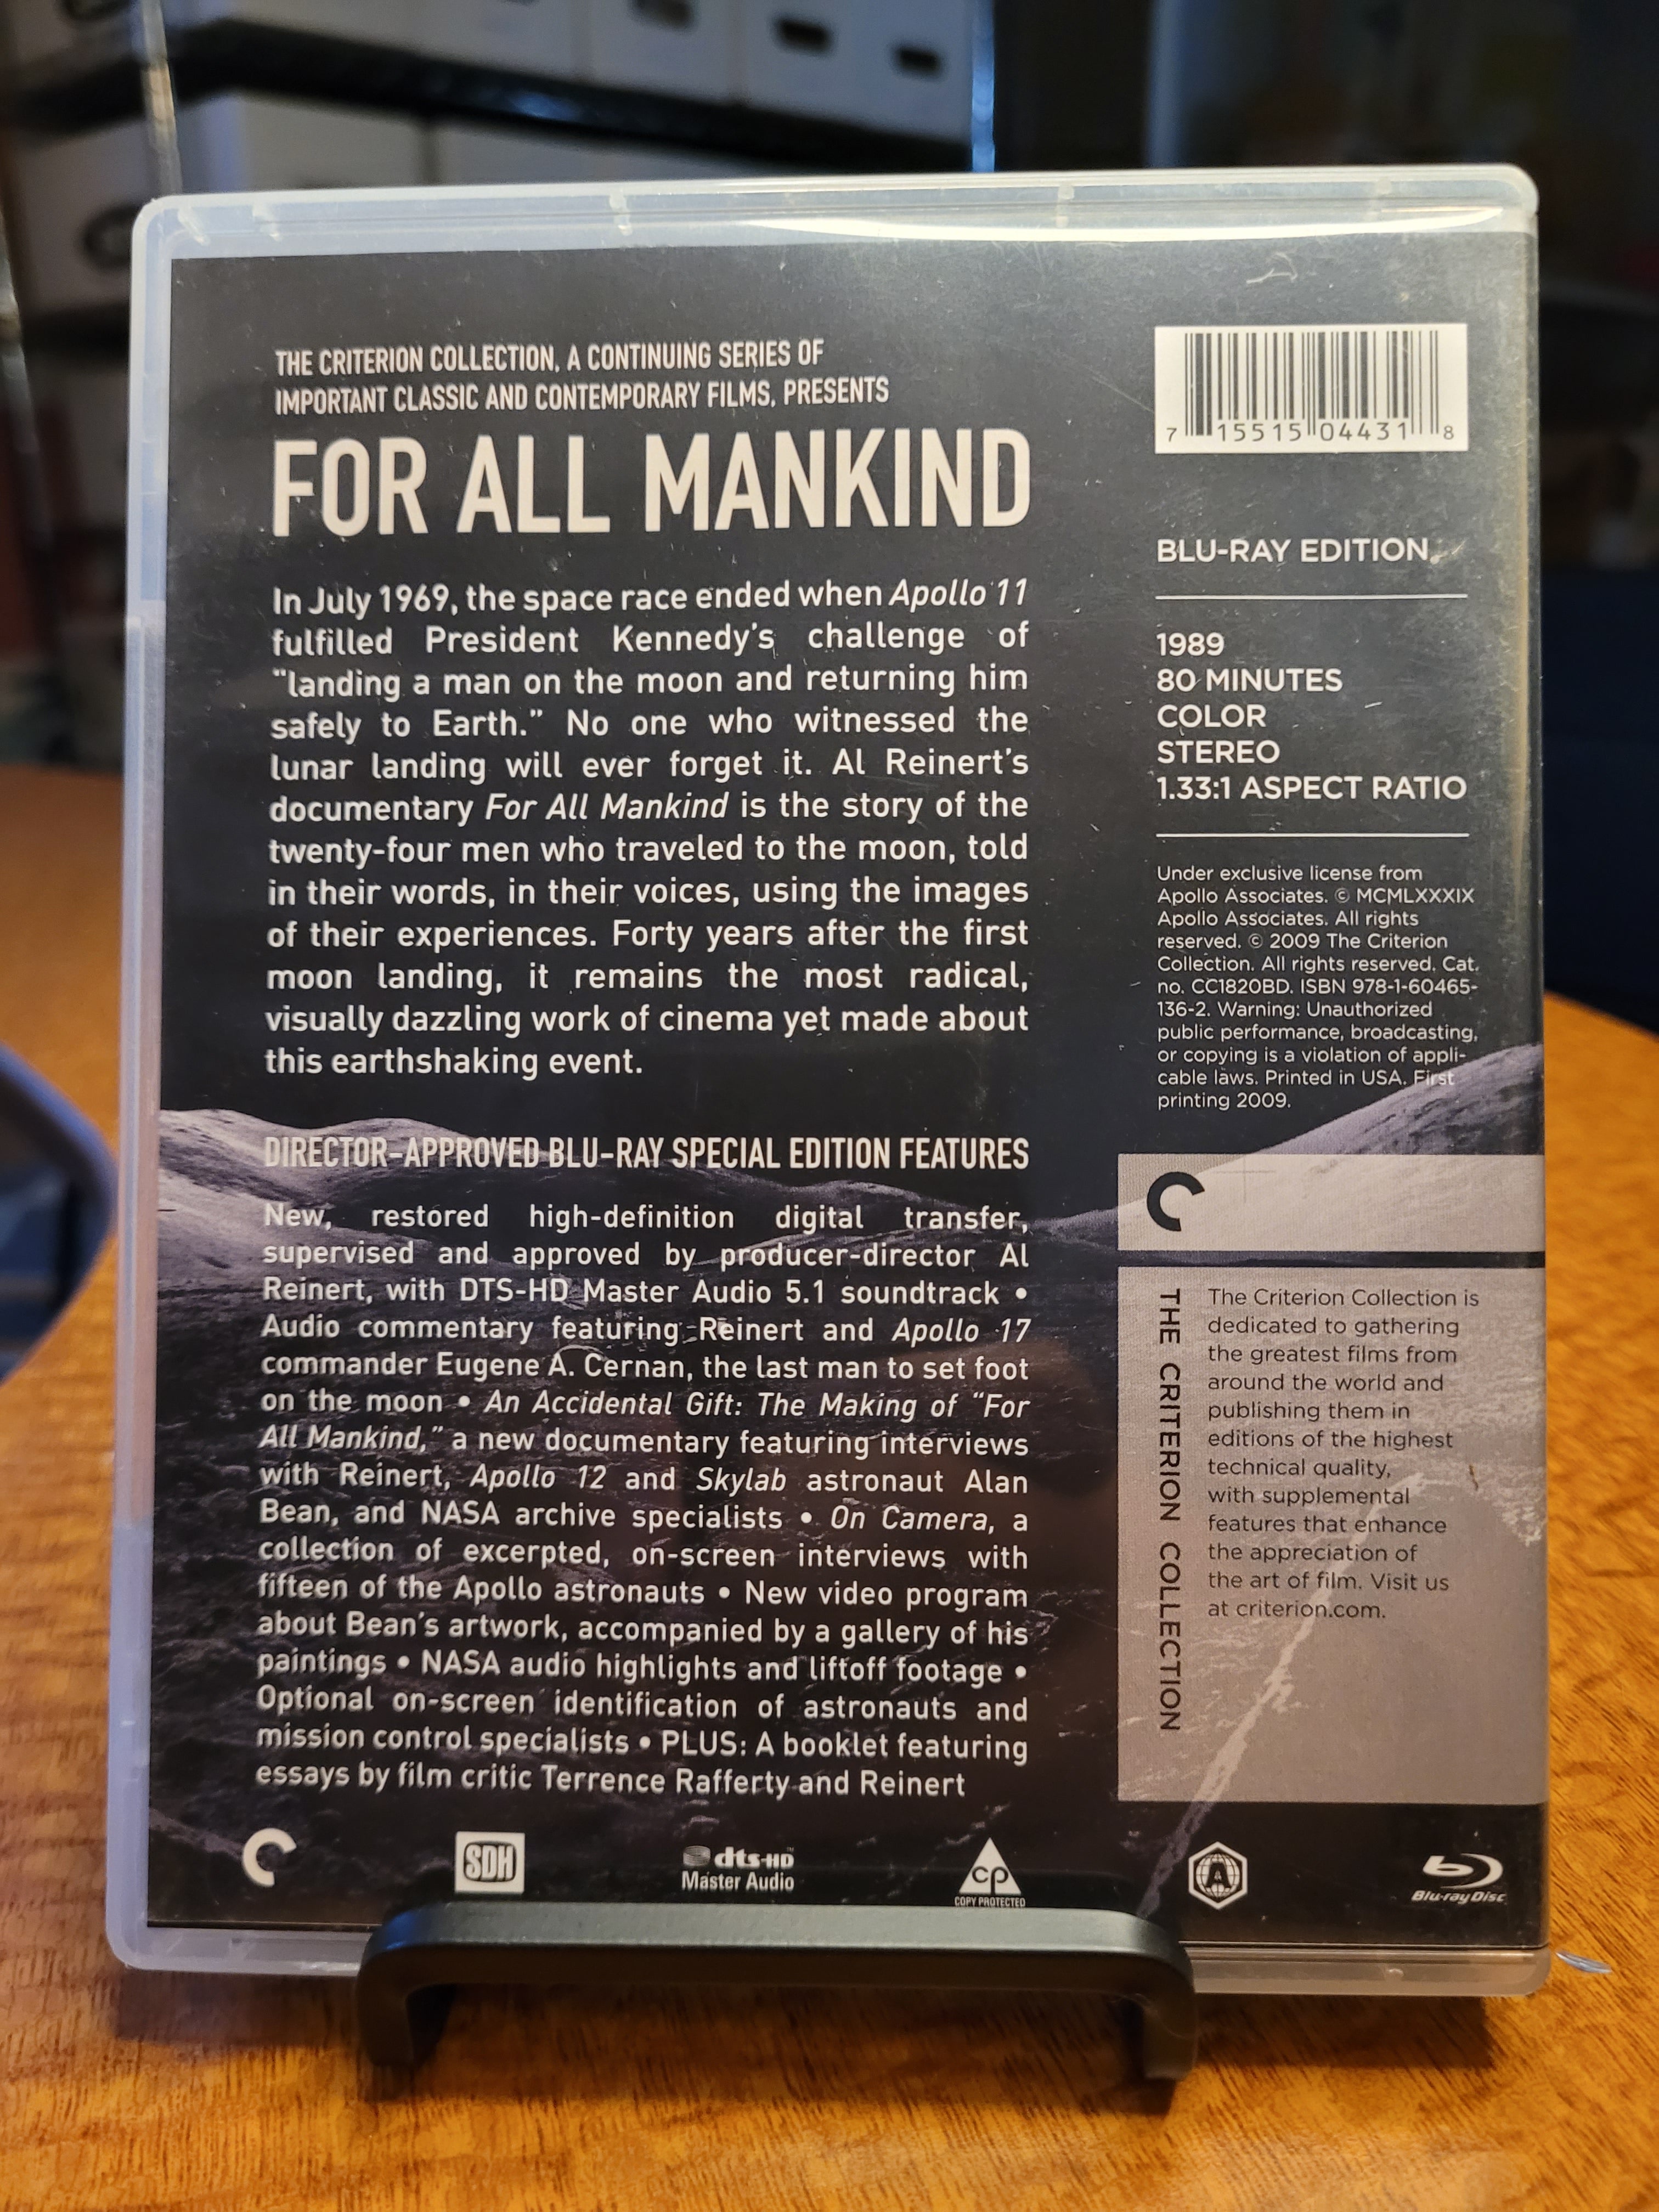 THE CRITERION COLLECTION, A CONTINUING SERIES OF
IMPORTANT CLASSIC AND CONTEMPORARY FILMS, PRESENTS
FOR ALL MANKIND
In July 1969, the space race ended when Apollo 11
fulfilled President Kennedy's challenge of
"landing a man on the moon and returning him
safely to Earth." No one who witnessed the
lunar landing will ever forget it. Al Reinert's
documentary For All Mankind is the story of the
twenty-four men who traveled to the moon, told
in their words, in their voices, using the images
of their experiences. Forty years after the first
moon landing, it remains the most radical,
visually dazzling work of cinema yet made about
this earthshaking event.
DIRECTOR-APPROVED BLU-RAY SPECIAL EDITION FEATURES
New, restored high-definition digital transfer,
supervised and approved by producer-director Al
Reinert, with DTS-HD Master Audio 5.1 soundtrack •
Audio commentary featuring Reinert and Apollo 17
commander Eugene A. Cernan, the last man to set foot
on the moon • An Accidental Gift: The Making of "For
All Mankind," a new documentary featuring interviews
with Reinert, Apollo 12 and Skylab astronaut Alan
Bean, and NASA archive specialists • On Camera, a
collection of excerpted, on-screen interviews with
fifteen of the Apollo astronauts • New video program
about Bean's artwork, accompanied by a gallery of his
paintings • NASA audio highlights and liftoff footage •
Optional on-screen identification of astronauts and
mission control specialists • PLUS: A booklet featuring
essays by film critic Terrence Rafferty and Reinert
7 15515 04431 8
BLU-RAY EDITION
1989
80 MINUTES
COLOR
STEREO
1.33:1 ASPECT RATIO
Under exclusive license from
Apollo Associates. © MCMLXXXIX
Apollo Associates. All rights
reserved. © 2009 The Criterion
Collection. All rights reserved. Cat.
no. CC1820BD. ISBN 978-1-60465-
136-2. Warning: Unauthorized
public performance, broadcasting,
or copying is a violation of appli-
cable laws. Printed in USA. First
printing 2009.
THE CRITERION COLLECTION
The Criterion Collection is
dedicated to gathering
the greatest films from
around the world and
publishing them in
editions of the highest
technical quality,
with supplemental
features that enhance
the appreciation of
the art of film. Visit us
at criterion.com.
SDH
dts-HD
Master Audio
CP
COPY PROTECTED
A
Blu-ray Disc